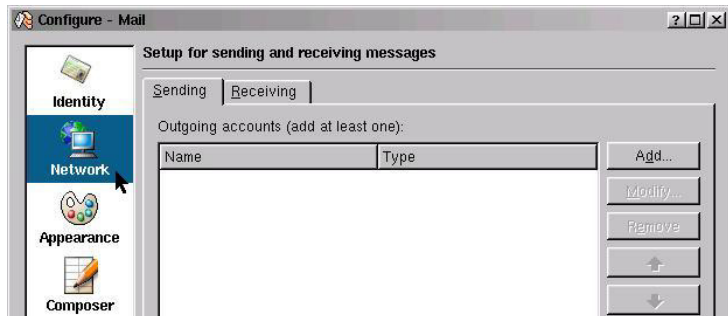 Configure - Mail
Setup for sending and receiving messages
Identity
Sending Receiving
Outgoing accounts (add at least one):
Name Type
Add...
Network
Modify...
Remove
Appearance
Composer